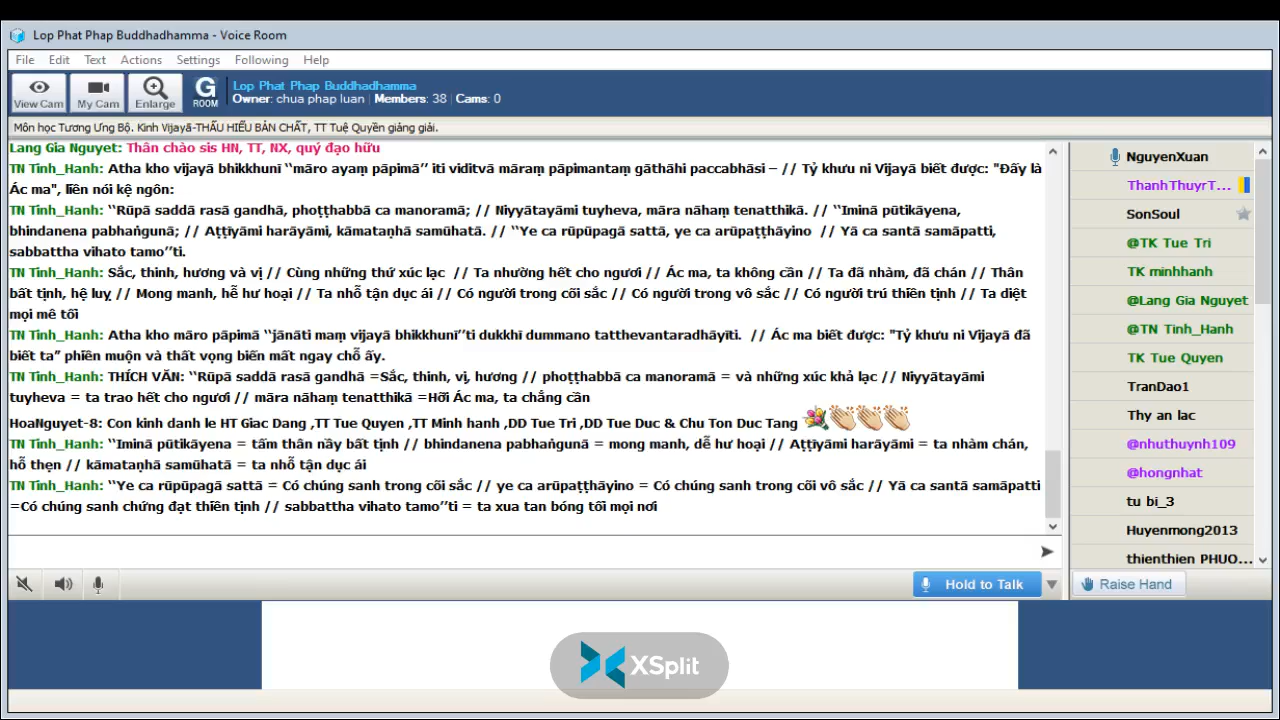 Lop Phat Phap Buddhadhamma - Voice Room
File Edit Text Actions Settings Following Help
View Cam My Cam Enlarge G ROOM
Lop Phat Phap Buddhadhamma
Owner: chua phap luan | Members: 38 | Cams: 0
Môn học Tương Ưng Bộ. Kinh Vijayā-THẤU HIỂU BẢN CHẤT, TT Tuệ Quyền giảng giải.
Lang Gia Nguyet: Thân chào sis HN, TT, NX, quý đạo hữu
TN Tinh_Hanh: Atha kho vijayā bhikkhunī “māro ayaṃ pāpimā” iti viditvā māraṃ pāpimantaṃ gāthāhi paccabhāsi – // Tỷ khưu ni Vijayā biết được: "Đấy là
Ác ma", liền nói kệ ngôn:
TN Tinh_Hanh: “Rūpā saddā rasā gandhā, phoṭṭhabbā ca manoramā; // Niyyātayāmi tuyheva, māra nāhaṃ tenatthikā. // “Iminā pūtikāyena,
bhindanena pabhaṅgunā; // Aṭṭīyāmi harāyāmi, kāmataṇhā samūhatā. // “Ye ca rūpūpagā sattā, ye ca arūpaṭṭhāyino // Yā ca santā samāpatti,
sabbattha vihato tamo”ti.
TN Tinh_Hanh: Sắc, thinh, hương và vị // Cùng những thứ xúc lạc // Ta nhường hết cho ngươi // Ác ma, ta không cần // Ta đã nhàm, đã chán // Thân
bất tịnh, hệ luỵ // Mong manh, hễ hư hoại // Ta nhổ tận dục ái // Có người trong cõi sắc // Có người trong vô sắc // Có người trú thiền tịnh // Ta diệt
mọi mê tối
TN Tinh_Hanh: Atha kho māro pāpimā “jānāti maṃ vijayā bhikkhunī”ti dukkhī dummano tatthevantaradhāyīti. // Ác ma biết được: "Tỷ khưu ni Vijayā đã
biết ta” phiền muộn và thất vọng biến mất ngay chỗ ấy.
TN Tinh_Hanh: THÍCH VĂN: “Rūpā saddā rasā gandhā =Sắc, thinh, vị, hương // phoṭṭhabbā ca manoramā = và những xúc khả lạc // Niyyātayāmi
tuyheva = ta trao hết cho ngươi // māra nāhaṃ tenatthikā =Hỡi Ác ma, ta chẳng cần
HoaNguyet-8: Con kinh danh le HT Giac Dang ,TT Tue Quyen ,TT Minh hanh ,DD Tue Tri ,DD Tue Duc & Chu Ton Duc Tang
TN Tinh_Hanh: “Iminā pūtikāyena = tấm thân nầy bất tịnh // bhindanena pabhaṅgunā = mong manh, dễ hư hoại // Aṭṭīyāmi harāyāmi = ta nhàm chán,
hổ thẹn // kāmataṇhā samūhatā = ta nhổ tận dục ái
TN Tinh_Hanh: “Ye ca rūpūpagā sattā = Có chúng sanh trong cõi sắc // ye ca arūpaṭṭhāyino = Có chúng sanh trong cõi vô sắc // Yā ca santā samāpatti
=Có chúng sanh chứng đạt thiền tịnh // sabbattha vihato tamo”ti = ta xua tan bóng tối mọi nơi
NguyenXuan
ThanhThuyrT...
SonSoul
@TK Tue Tri
TK minhhanh
@Lang Gia Nguyet
@TN Tinh_Hanh
TK Tue Quyen
TranDao1
Thy an lac
@nhuthuynh109
@hongnhat
tu bi_3
Huyenmong2013
thienthien PHUO...
Hold to Talk
Raise Hand
XSplit